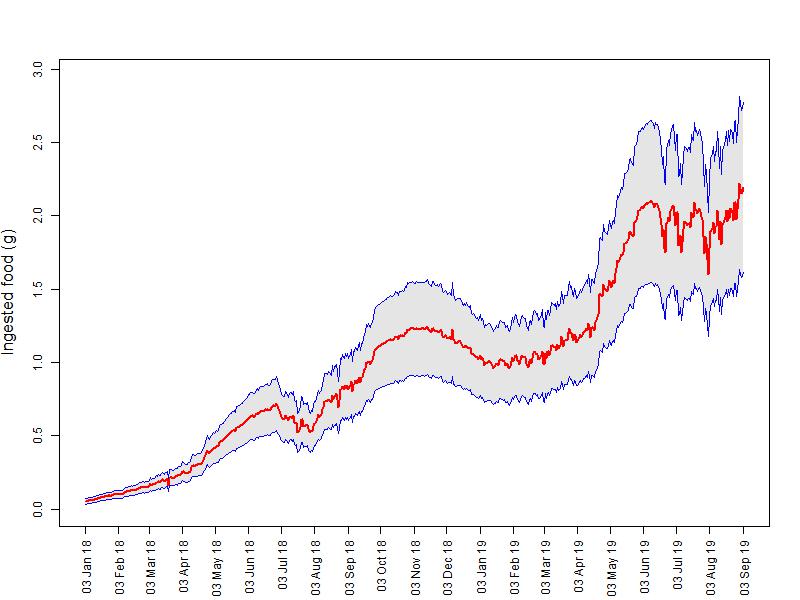 Ingested food (g)
3.0
2.5
2.0
1.5
1.0
0.5
0.0
03 Jan 18
03 Feb 18
03 Mar 18
03 Apr 18
03 May 18
03 Jun 18
03 Jul 18
03 Aug 18
03 Sep 18
03 Oct 18
03 Nov 18
03 Dec 18
03 Jan 19
03 Feb 19
03 Mar 19
03 Apr 19
03 May 19
03 Jun 19
03 Jul 19
03 Aug 19
03 Sep 19